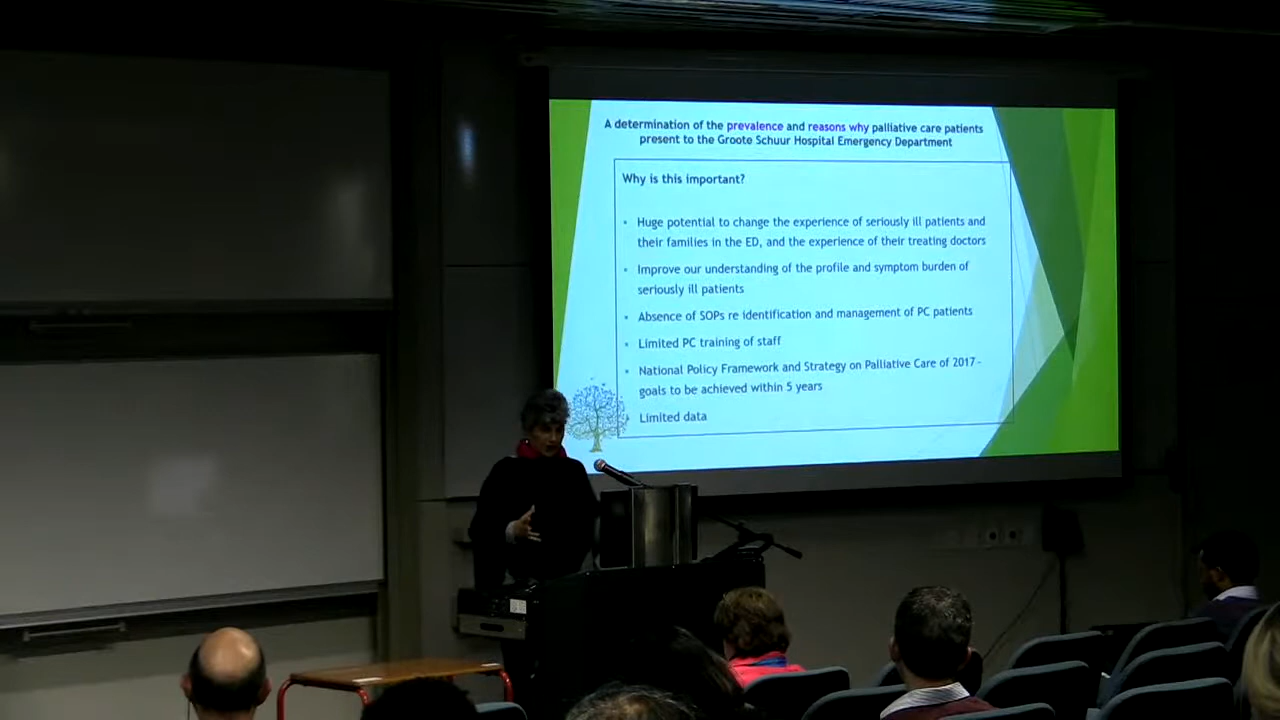 A determination of the prevalence and reasons why palliative care patients
present to the Groote Schuur Hospital Emergency Department
Why is this important?
• Huge potential to change the experience of seriously ill patients and
their families in the ED, and the experience of their treating doctors
• Improve our understanding of the profile and symptom burden of
seriously ill patients
• Absence of SOPs re identification and management of PC patients
• Limited PC training of staff
• National Policy Framework and Strategy on Palliative Care of 2017-
goals to be achieved within 5 years
• Limited data